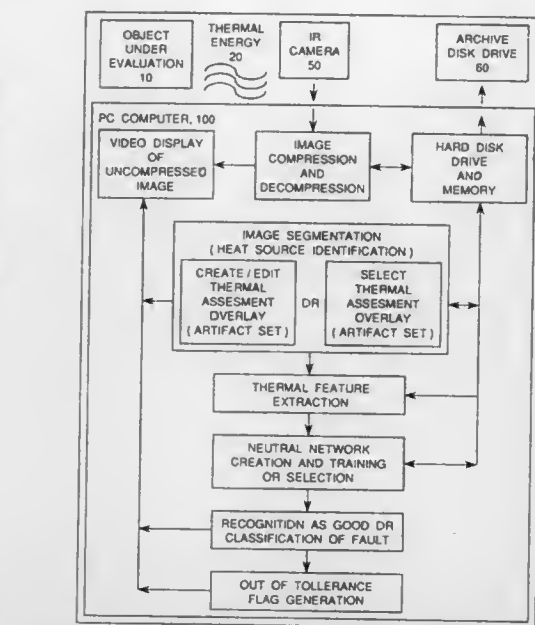 OBJECT
UNDER
EVALUATION
10
THERMAL
ENERGY
20
IR
CAMERA
50
ARCHIVE
DISK DRIVE
60
PC COMPUTER, 100
VIDEO DISPLAY
OF
UNCOMPRESSED
IMAGE
IMAGE
COMPRESSION
AND
DECOMPRESSION
HARD DISK
DRIVE
AND
MEMORY
IMAGE SEGMENTATION
(HEAT SOURCE IDENTIFICATION)
CREATE/EDIT
THERMAL
ASSESMENT
OVERLAY
(ARTIFACT SET)
DR
SELECT
THERMAL
ASSESMENT
OVERLAY
(ARTIFACT SET)
THERMAL FEATURE
EXTRACTION
NEUTRAL NETWORK
CREATION AND TRAINING
OR SELECTION
RECOGNITIDN AS GOOD DR
CLASSIFICATION OF FAULT
OUT OF TOLLERANCE
FLAG GENERATION